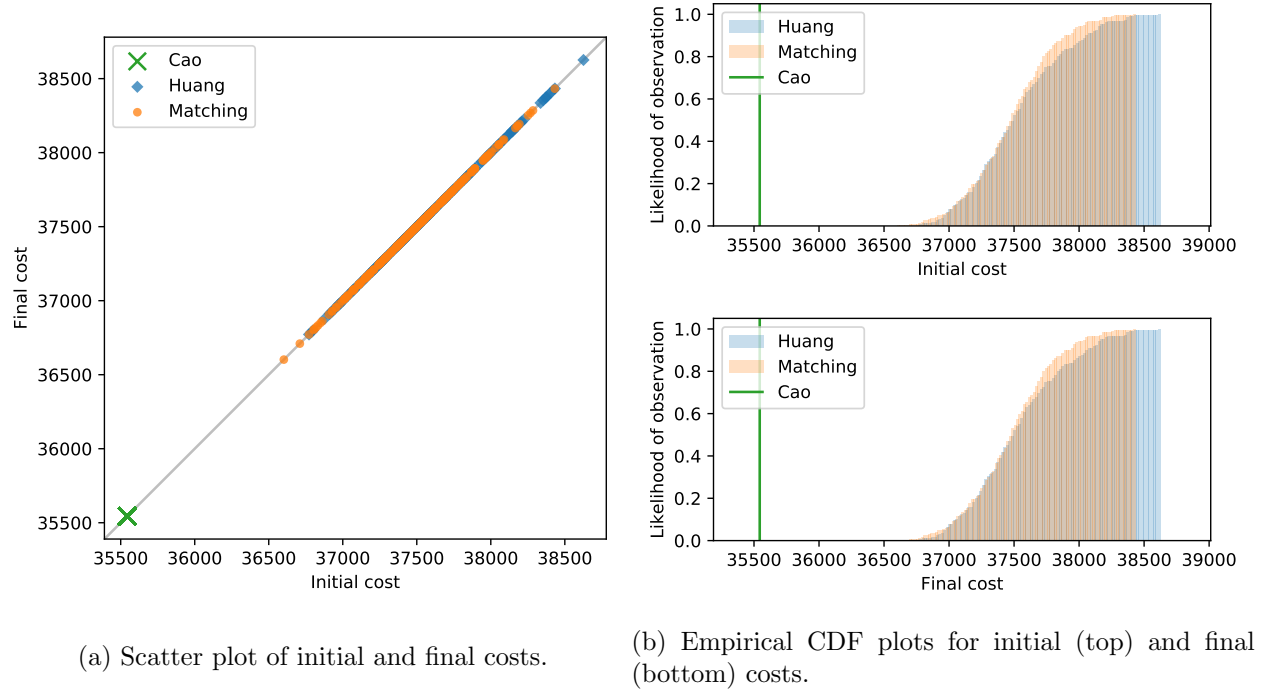 Cao
Huang
Matching
38500
38000
37500
37000
36500
36000
35500
Final cost
35500 36000 36500 37000 37500 38000 38500
Initial cost
(a) Scatter plot of initial and final costs.
Huang
Matching
Cao
1.0
0.8
0.6
0.4
0.2
0.0
Likelihood of observation
35500 36000 36500 37000 37500 38000 38500 39000
Initial cost
Huang
Matching
Cao
1.0
0.8
0.6
0.4
0.2
0.0
Likelihood of observation
35500 36000 36500 37000 37500 38000 38500 39000
Final cost
(b) Empirical CDF plots for initial (top) and final
(bottom) costs.